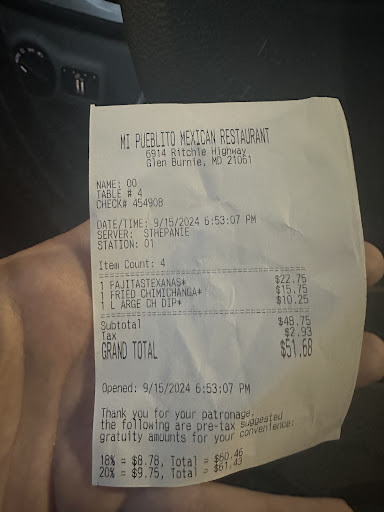 MI PUEBLITO MEXICAN RESTAURANT
6914 Ritchie Highway
Glen Burnie, MD 21061
NAME: 00
TABLE # 4
CHECK# 454908
DATE/TIME: 9/15/2024 6:53:07 PM
SERVER: STHEPANIE
STATION: 01
Item Count: 4
1 FAJITASTEXANAS* $22.75
1 FRIED CHIMICHANGA* $15.75
1 L ARGE CH DIP* $10.25
Subtotal $48.75
Tax $2.93
GRAND TOTAL $51.68
Opened: 9/15/2024 6:53:07 PM
Thank you for your patronage,
the following are pre-tax suggested
gratuity amounts for your convenience:
18% = $8.78, Total = $60.46
20% = $9.75, Total = $61.43